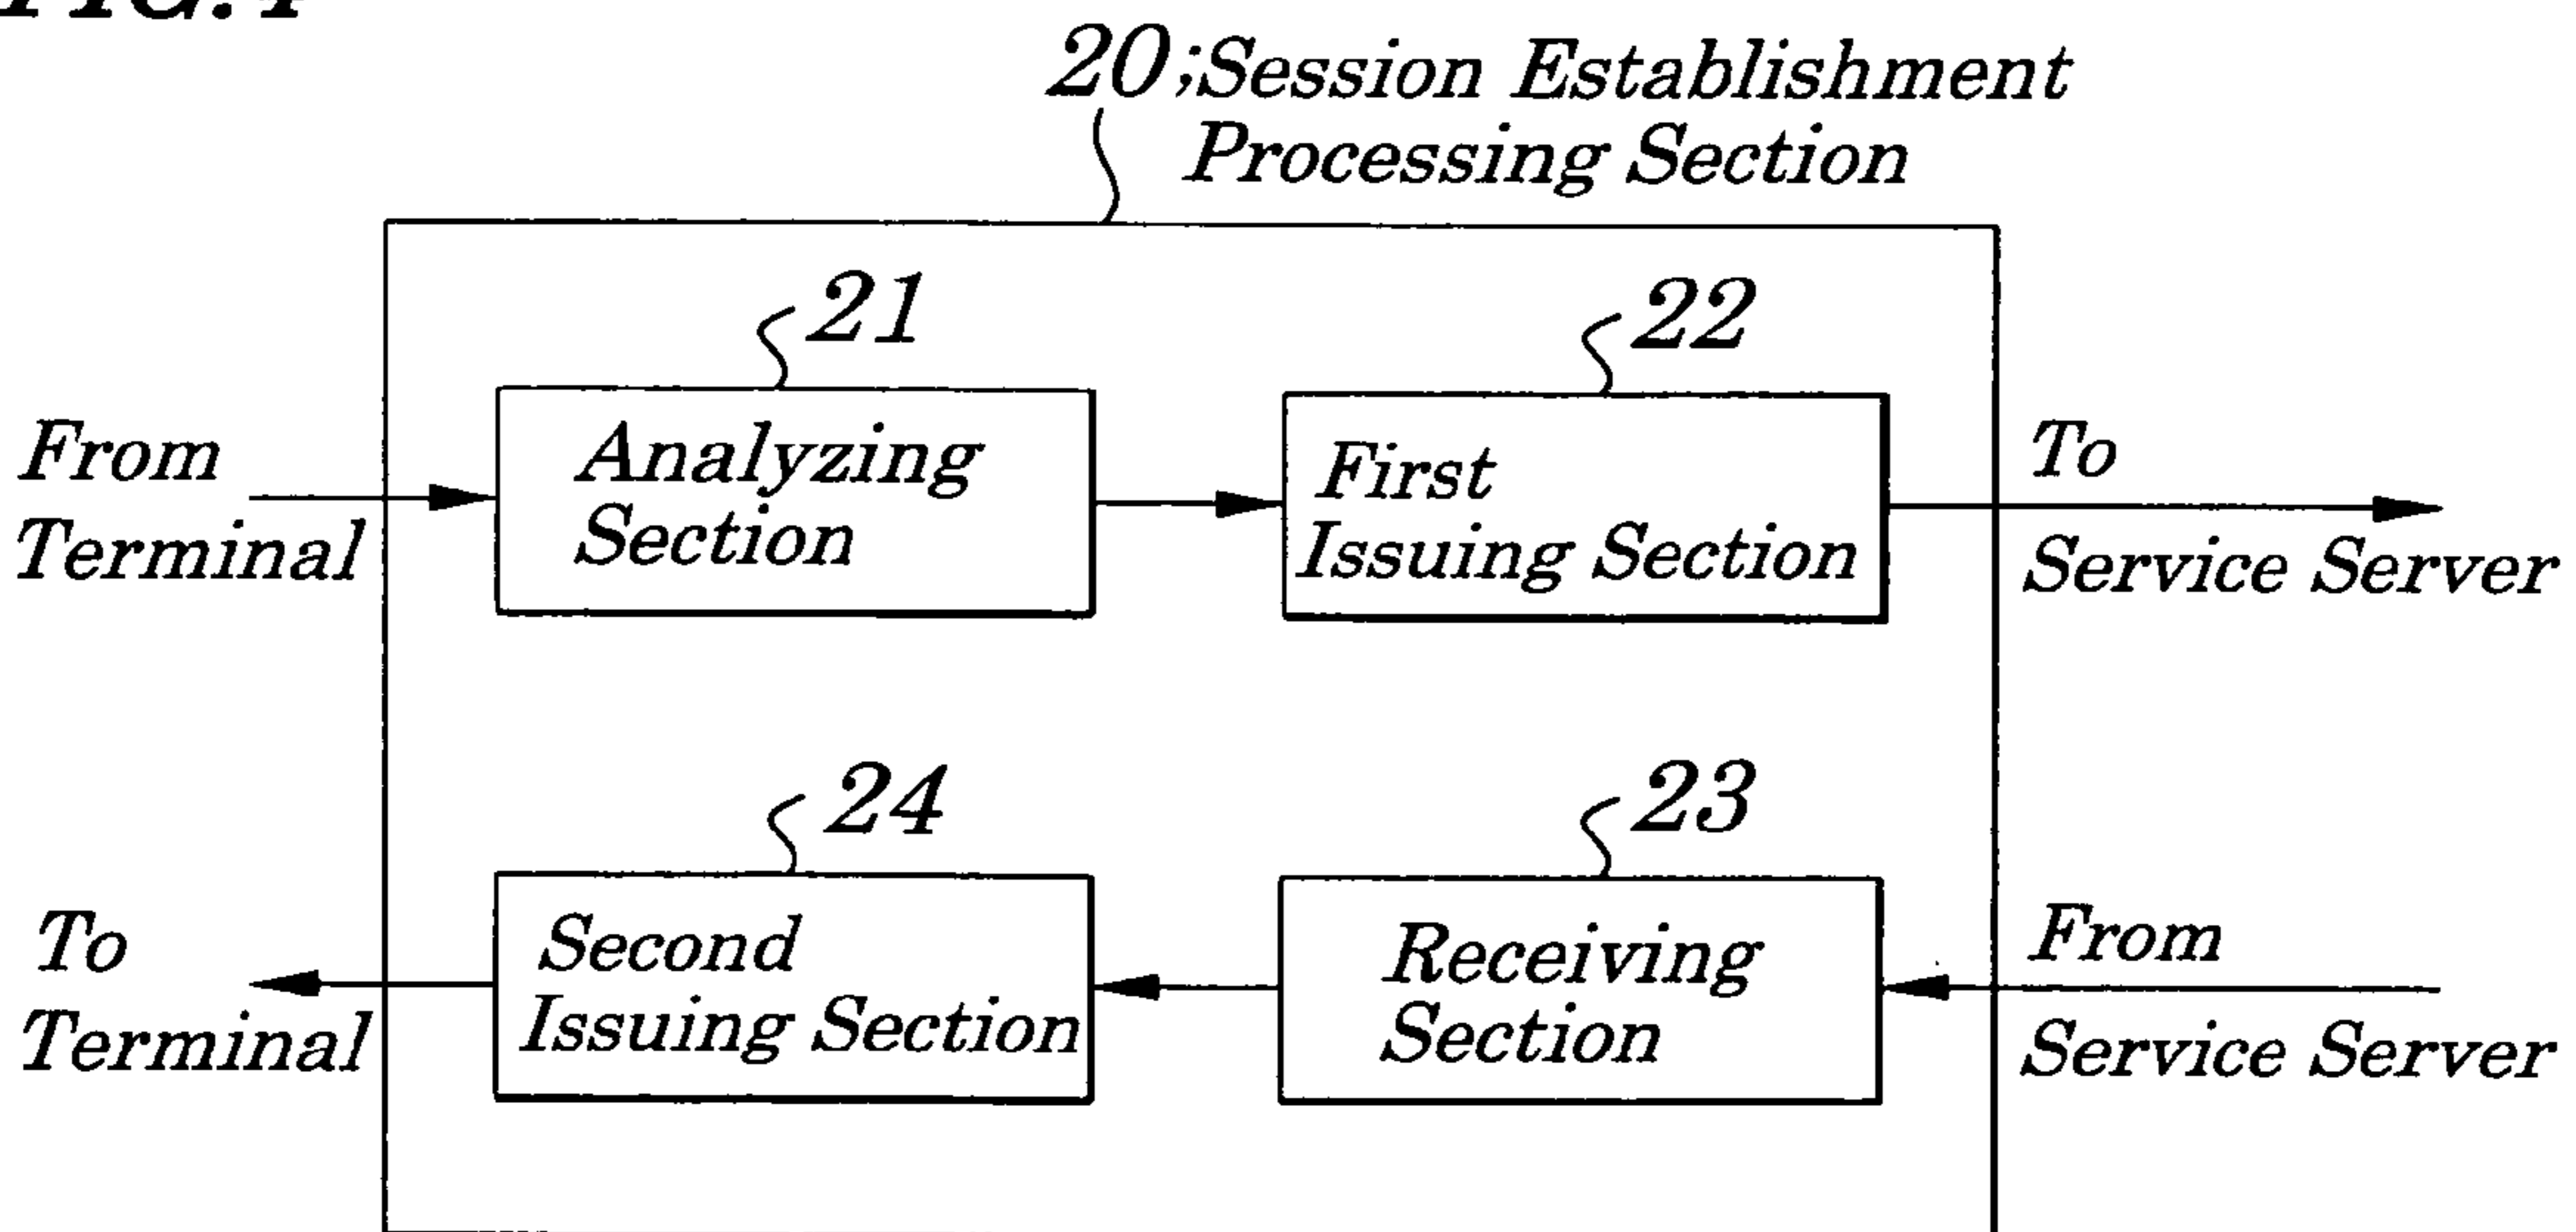 20;Session Establishment
Processing Section
21
22
From
Terminal
Analyzing
Section
First
Issuing Section
To
Service Server
24
23
To
Terminal
Second
Issuing Section
Receiving
Section
From
Service Server